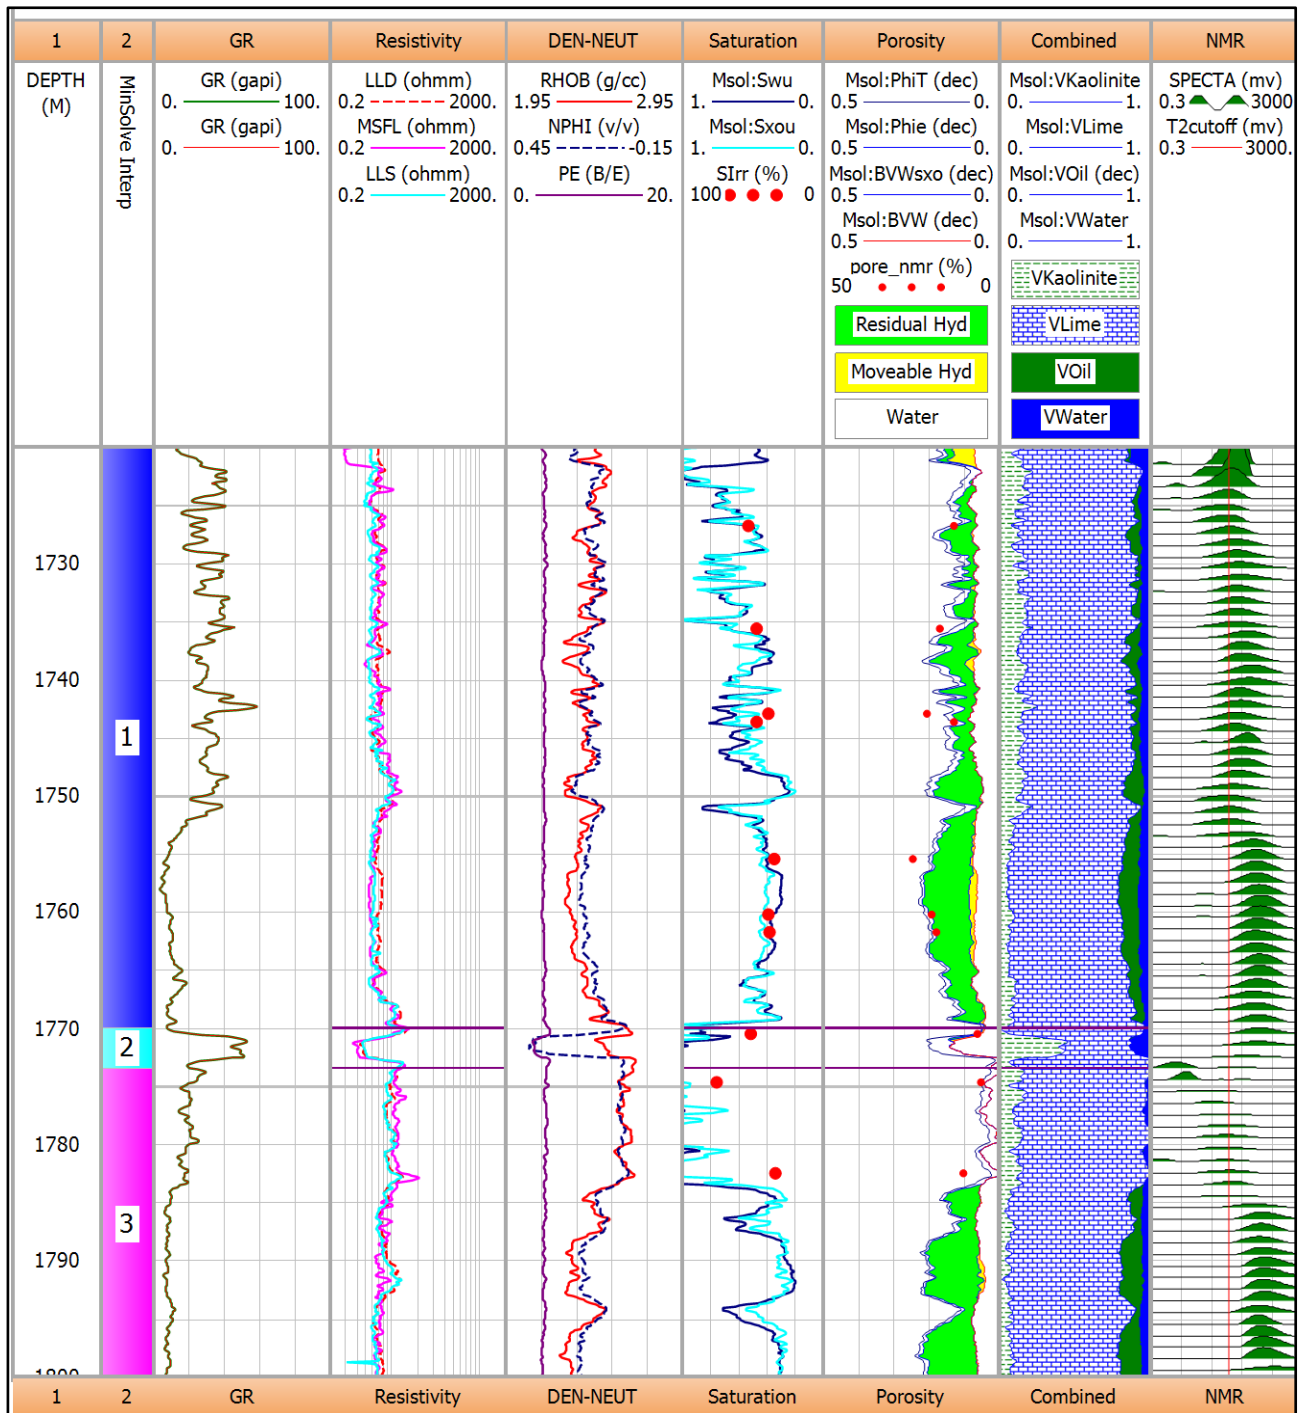 1 2 GR Resistivity DEN-NEUT Saturation Porosity Combined NMR
DEPTH (M)
MinSolve Interp
GR (gapi)
0. 100.
GR (gapi)
0. 100.
LLD (ohmm)
0.2 2000.
MSFL (ohmm)
0.2 2000.
LLS (ohmm)
0.2 2000.
RHOB (g/cc)
1.95 2.95
NPHI (v/v)
0.45 -0.15
PE (B/E)
0. 20.
Msol:Swu
1. 0.
Msol:Sxou
1. 0.
SIrr (%)
100 0
Msol:PhiT (dec)
0.5 0.
Msol:Phie (dec)
0.5 0.
Msol:BVWsxo (dec)
0.5 0.
Msol:BVW (dec)
0.5 0.
pore_nmr (%)
50 0
Residual Hyd
Moveable Hyd
Water
Msol:VKaolinite
0. 1.
Msol:VLime
0. 1.
Msol:VOil (dec)
0. 1.
Msol:VWater
0. 1.
VKaolinite
VLime
VOil
VWater
SPECTA (mv)
0.3 3000
T2cutoff (mv)
0.3 3000.
1730
1740
1
1750
1760
1770
2
1780
3
1790
1800
1 2 GR Resistivity DEN-NEUT Saturation Porosity Combined NMR